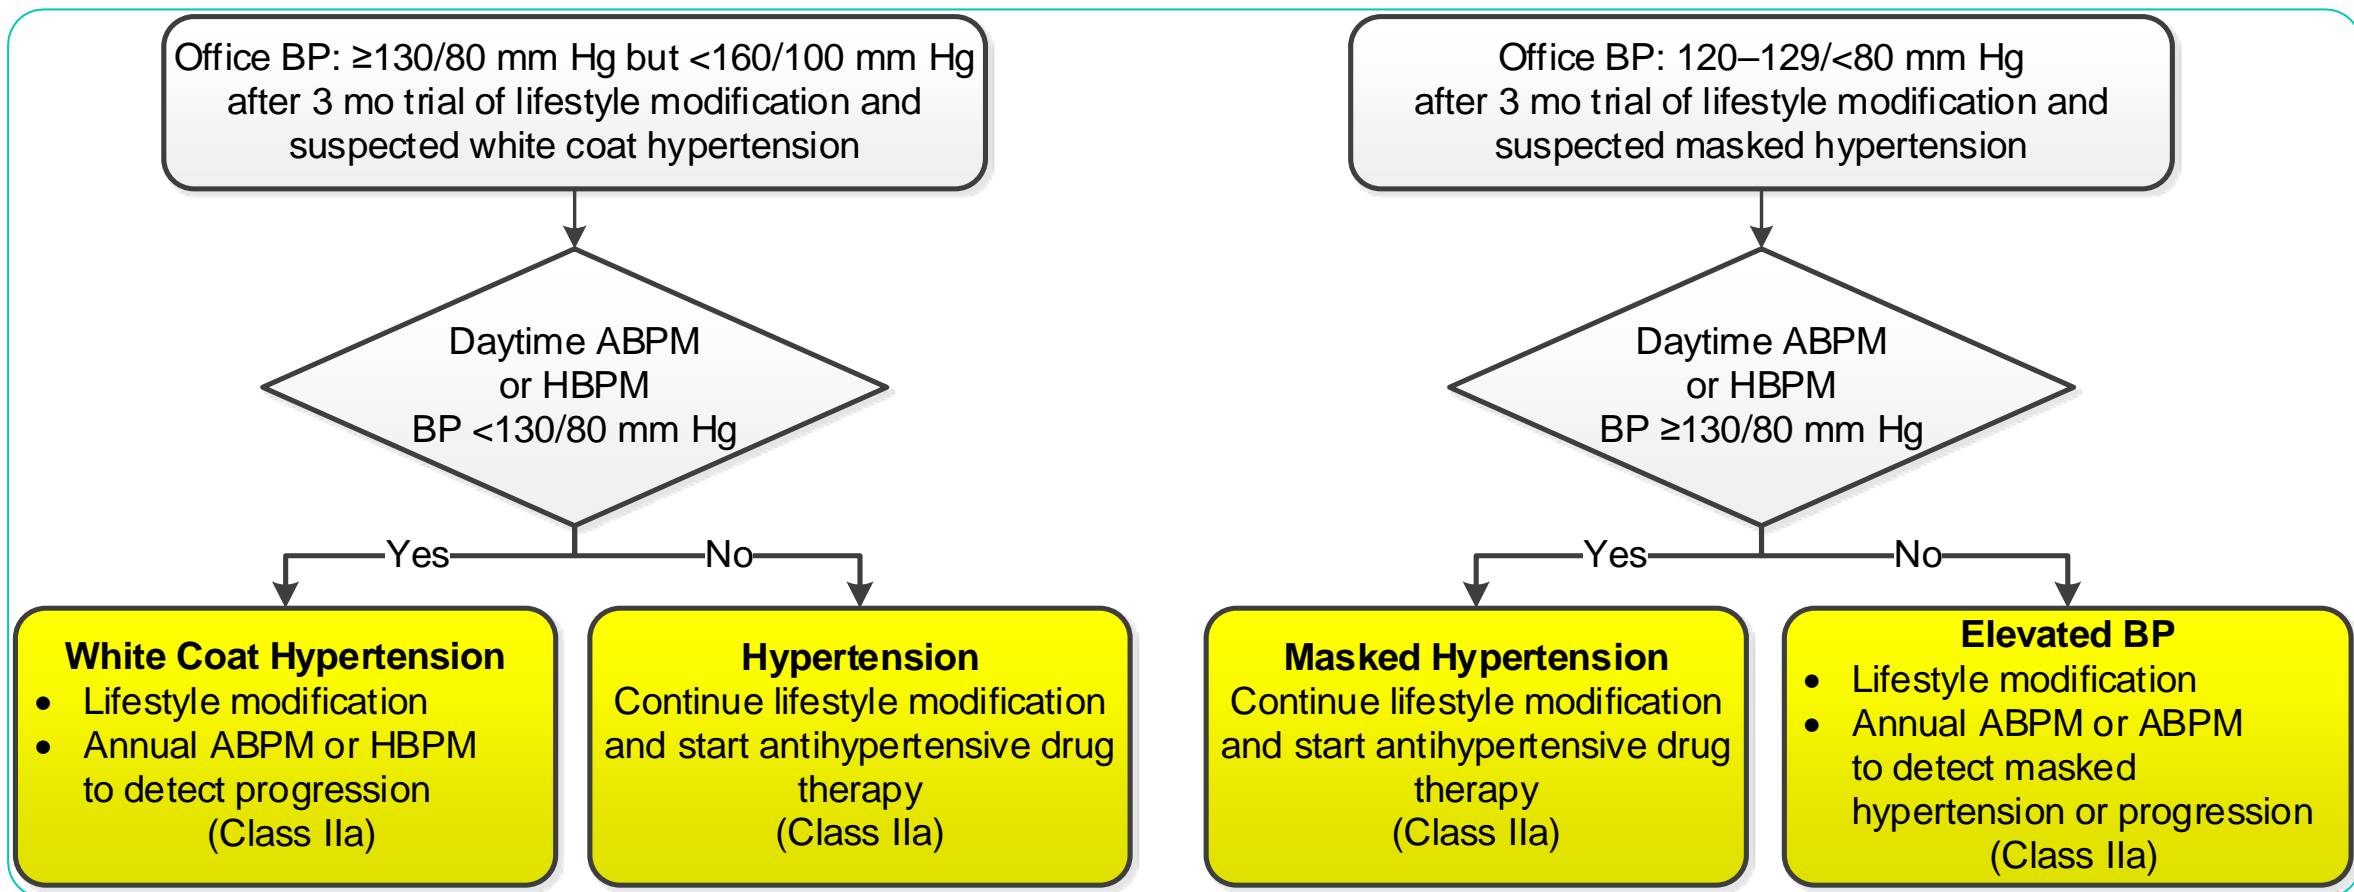 Office BP: ≥130/80 mm Hg but <160/100 mm Hg
after 3 mo trial of lifestyle modification and
suspected white coat hypertension
Daytime ABPM
or HBPM
BP <130/80 mm Hg
Yes
No
White Coat Hypertension
• Lifestyle modification
• Annual ABPM or HBPM
to detect progression
(Class IIa)
Hypertension
Continue lifestyle modification
and start antihypertensive drug
therapy
(Class IIa)
Office BP: 120–129/<80 mm Hg
after 3 mo trial of lifestyle modification and
suspected masked hypertension
Daytime ABPM
or HBPM
BP ≥130/80 mm Hg
Yes
No
Masked Hypertension
Continue lifestyle modification
and start antihypertensive drug
therapy
(Class IIa)
Elevated BP
• Lifestyle modification
• Annual ABPM or ABPM
to detect masked
hypertension or progression
(Class IIa)